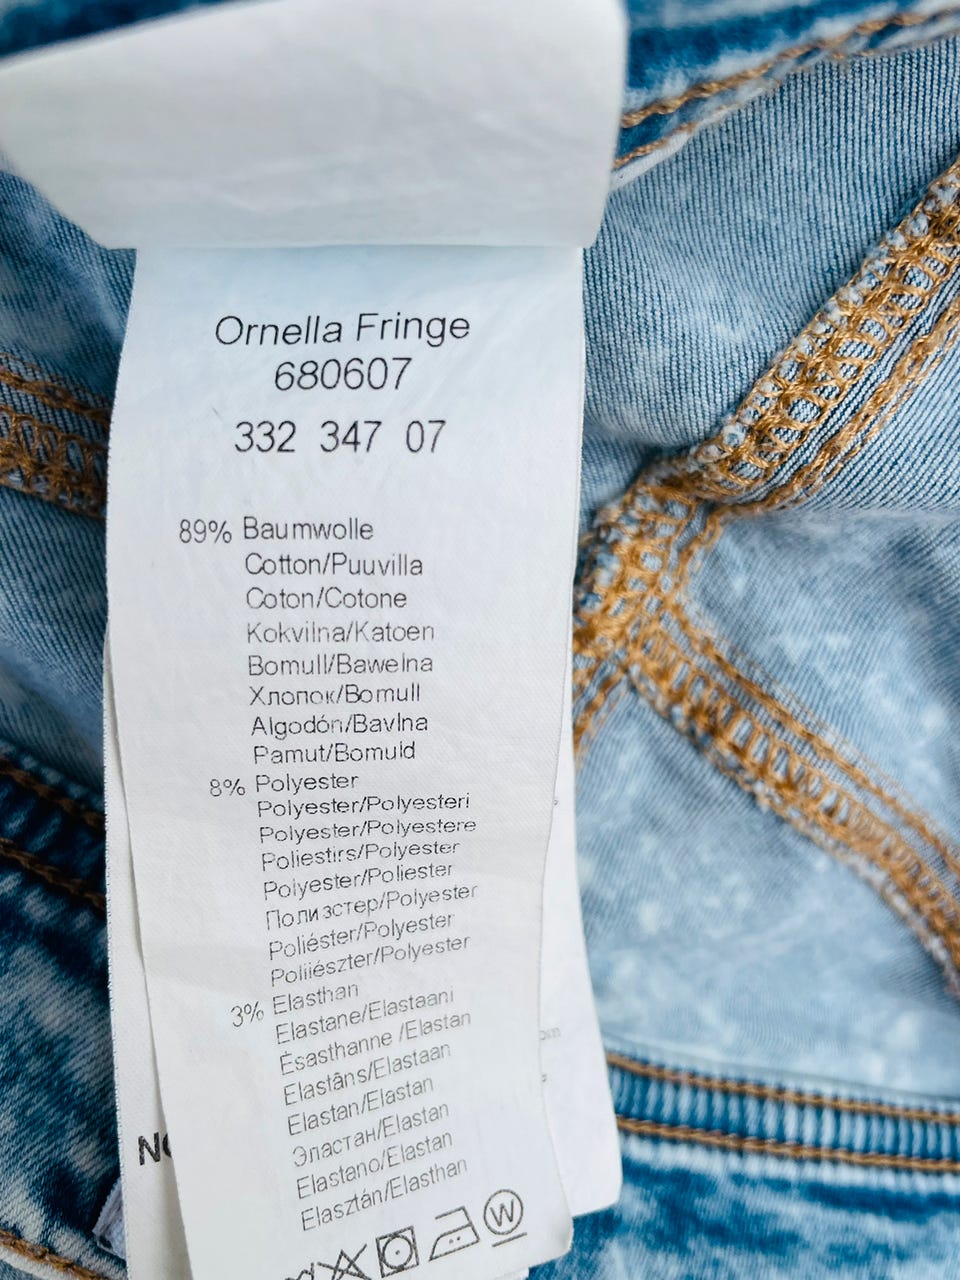 Ornella Fringe
680607
332 347 07
89% Baumwolle
Cotton/Puuvilla
Coton/Cotone
Kokvilna/Katoen
Bomull/Bawełna
Хлопок/Bomull
Algodón/Bavlna
Pamut/Bomuld
8% Polyester
Polyester/Polyesteri
Polyester/Polyestere
Poliestirs/Polyester
Polyester/Poliester
Полиэстер/Polyester
Poliéster/Polyester
Poliiészter/Polyester
3% Elasthan
Elastane/Elastaani
Ésasthanne /Elastan
Elastāns/Elastaan
Elastan/Elastan
Эластан/Elastan
Elastano/Elastan
Elasztán/Elasthan
W